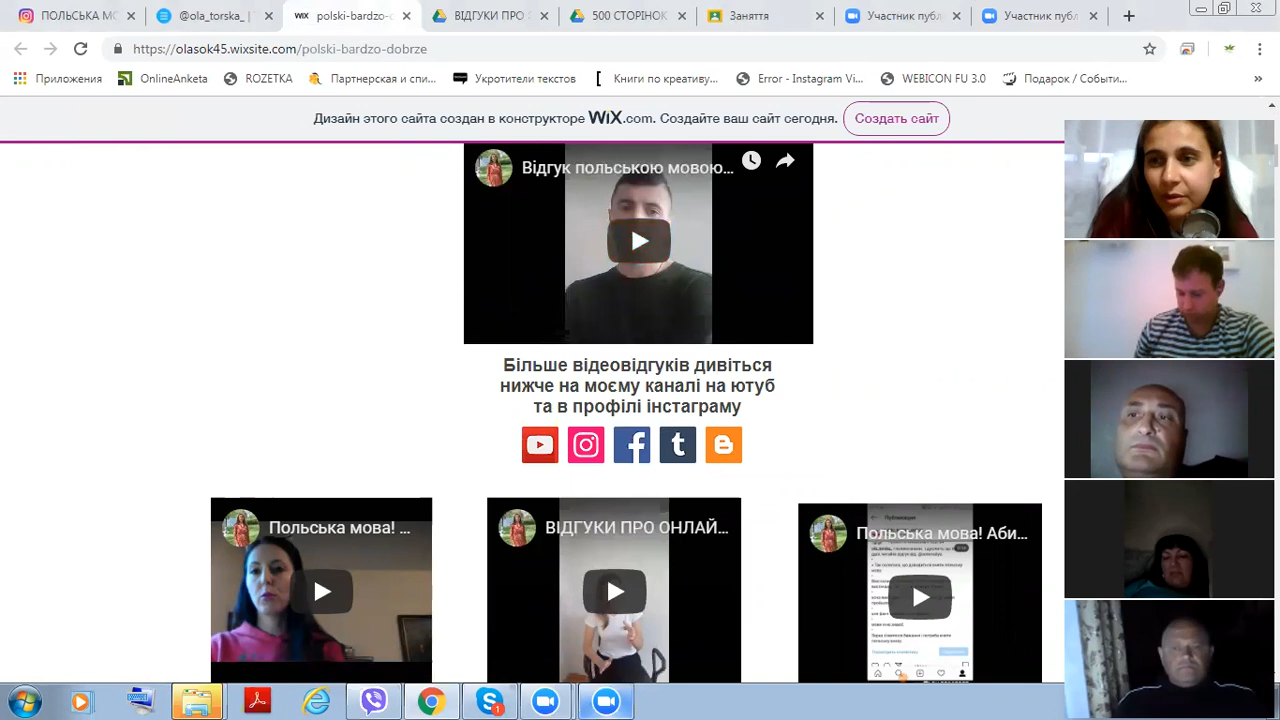 ПОЛЬСЬКА МО
@ola_torska_ | T
WiX
polski-bardzo-d
ВІДГУКИ ПРО
500 СТОРІНОК
Заняття
Участник публ
Участник публ
https://olasok45.wixsite.com/polski-bardzo-dobrze
Приложения
OnlineAnketa
ROZETKA
Партнерская и спи...
Укротители текстов
Книги по креативу...
Error - Instagram Vi...
WEBICON FU 3.0
Подарок / Событи...
Дизайн этого сайта создан в конструкторе WiX.com. Создайте ваш сайт сегодня.
Создать сайт
Відгук польською мовою...
Більше відеовідгуків дивіться
нижче на моєму каналі на ютуб
та в профілі інстаграму
Польська мова! ...
ВІДГУКИ ПРО ОНЛАЙ...
Польська мова! Аби...
Публикация